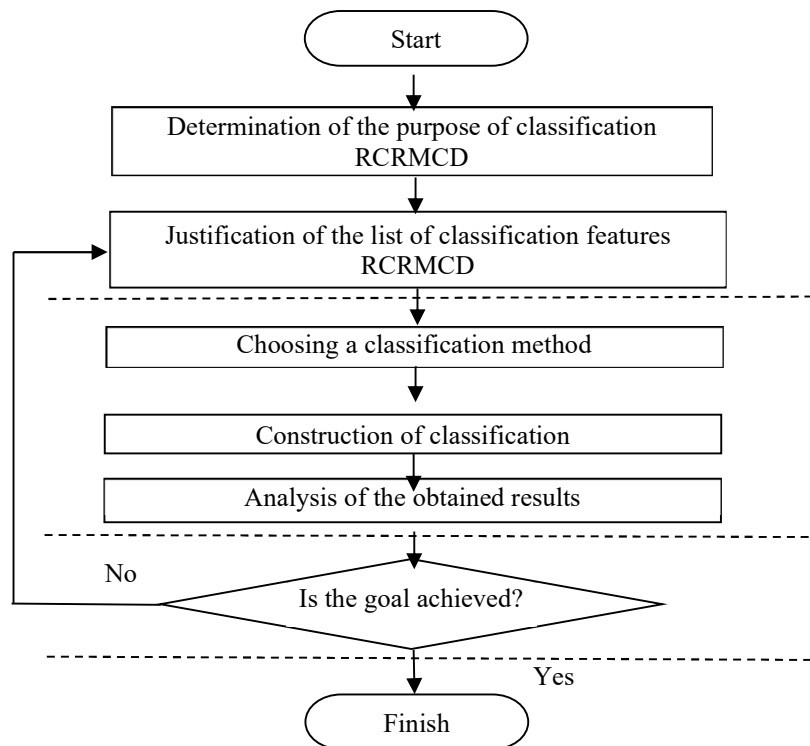 Start
Determination of the purpose of classification
RCRMCD
Justification of the list of classification features
RCRMCD
Choosing a classification method
Construction of classification
Analysis of the obtained results
No
Is the goal achieved?
Yes
Finish